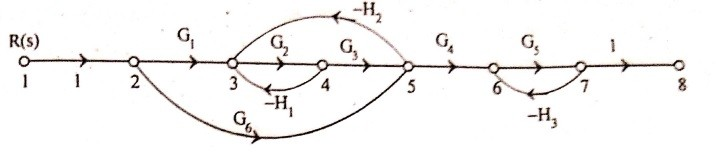 –H₂
R(s) G₁ G₂ G₃ G₄ G₅ 1
1 1 2 3 4 5 6 7 8
–H₁
G₆ –H₃